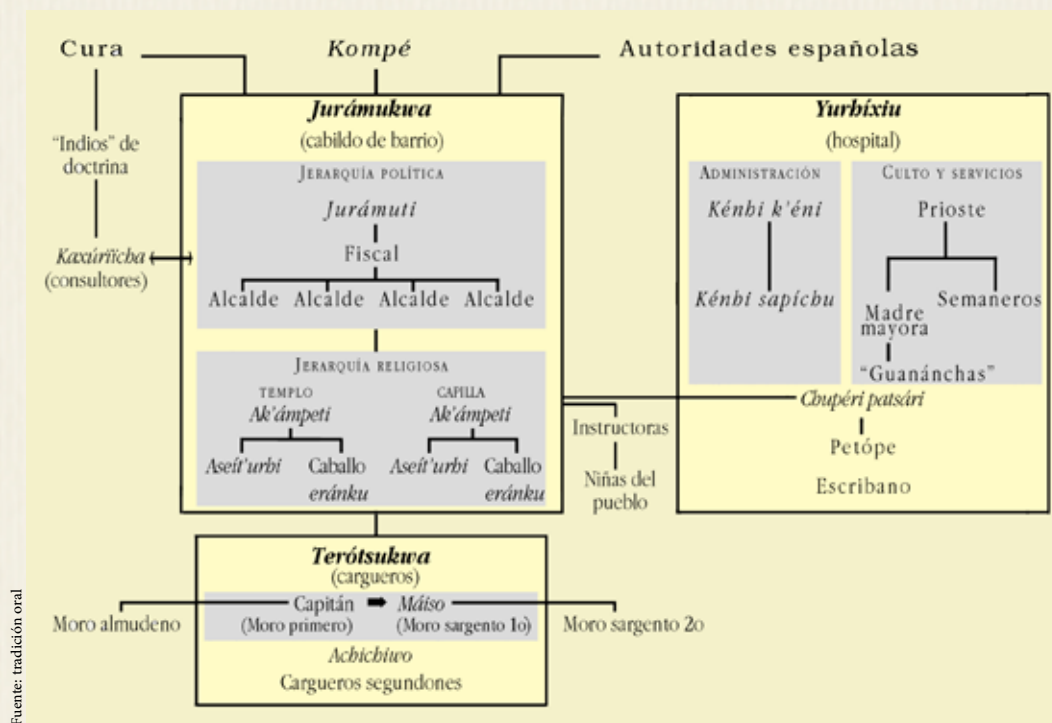 Cura
Kompé
Autoridades españolas
"Indios" de
doctrina
Kaxúriïcha
(consultores)
Jurámukwa
(cabildo de barrio)
JERARQUÍA POLÍTICA
Jurámuti
Fiscal
Alcalde Alcalde Alcalde Alcalde
JERARQUÍA RELIGIOSA
TEMPLO
Ak'ámpeti
Aseít'urhi
Caballo
eránku
CAPILLA
Ak'ámpeti
Aseít'urhi
Caballo
eránku
Instructoras
Niñas del
pueblo
Yurhíxiu
(hospital)
ADMINISTRACIÓN
Kénhi k'éni
Kénhi sapíchu
CULTO Y SERVICIOS
Prioste
Madre
mayora
Semaneros
"Guanánchas"
Chupéri patsári
Petópe
Escribano
Terótsukwa
(cargueros)
Moro almudeno
Capitán
(Moro primero)
Máiso
(Moro sargento 1o)
Moro sargento 2o
Achichiwo
Cargueros segundones
Fuente: tradición oral